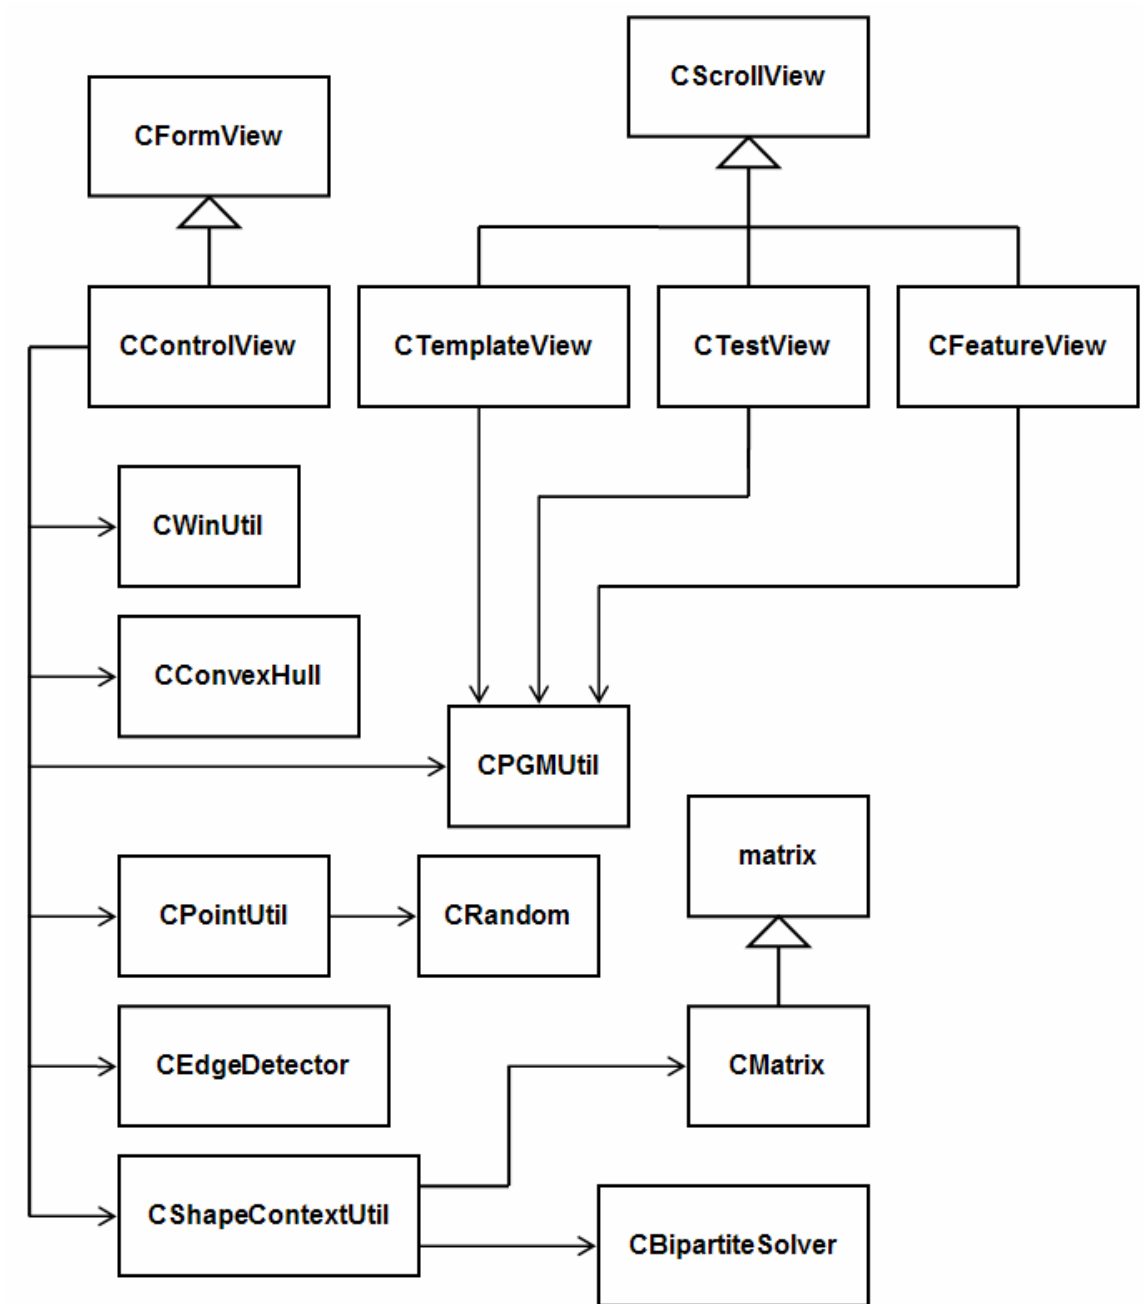 CScrollView
CFormView
CControlView
CTemplateView
CTestView
CFeatureView
CWinUtil
CConvexHull
CPGMUtil
matrix
CPointUtil
CRandom
CEdgeDetector
CMatrix
CShapeContextUtil
CBipartiteSolver